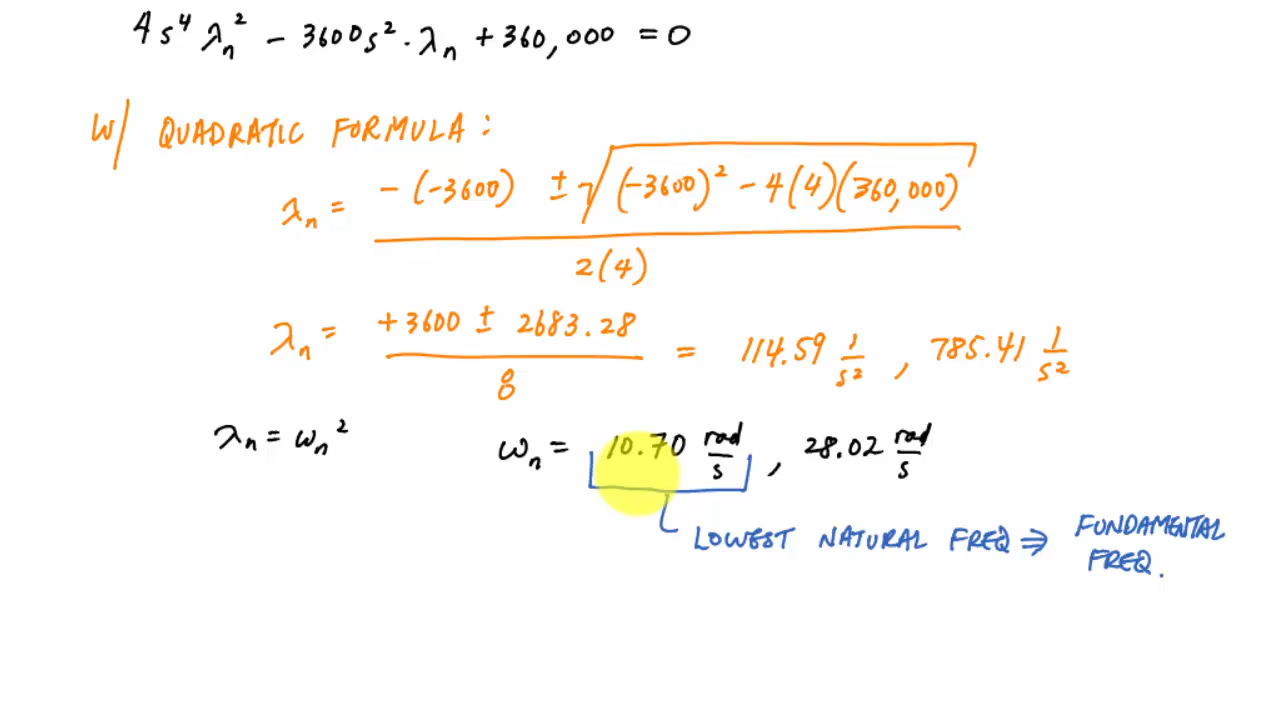 4s⁴λₙ² - 3600s²·λₙ + 360,000 = 0
W/ QUADRATIC FORMULA:
λₙ = (-(-3600) ± √((-3600)² - 4(4)(360,000))) / 2(4)
λₙ = (+3600 ± 2683.28) / 8 = 114.59 1/s², 785.41 1/s²
λₙ = ωₙ² ωₙ = 10.70 rad/s, 28.02 rad/s
LOWEST NATURAL FREQ ⇒ FUNDAMENTAL
FREQ.